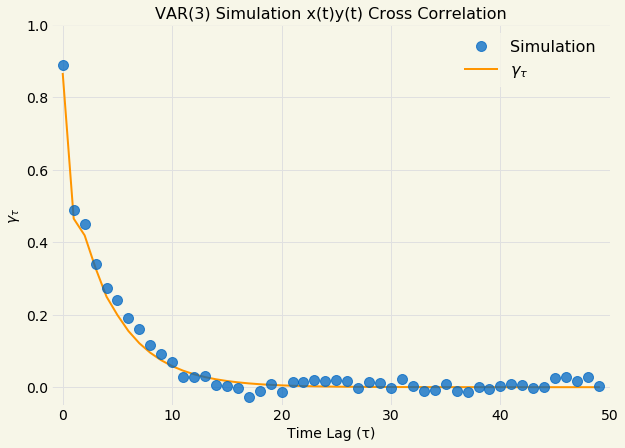 VAR(3) Simulation x(t)y(t) Cross Correlation
1.0
0.8
0.6
0.4
0.2
0.0
γτ
Simulation
γτ
0 10 20 30 40 50
Time Lag (τ)